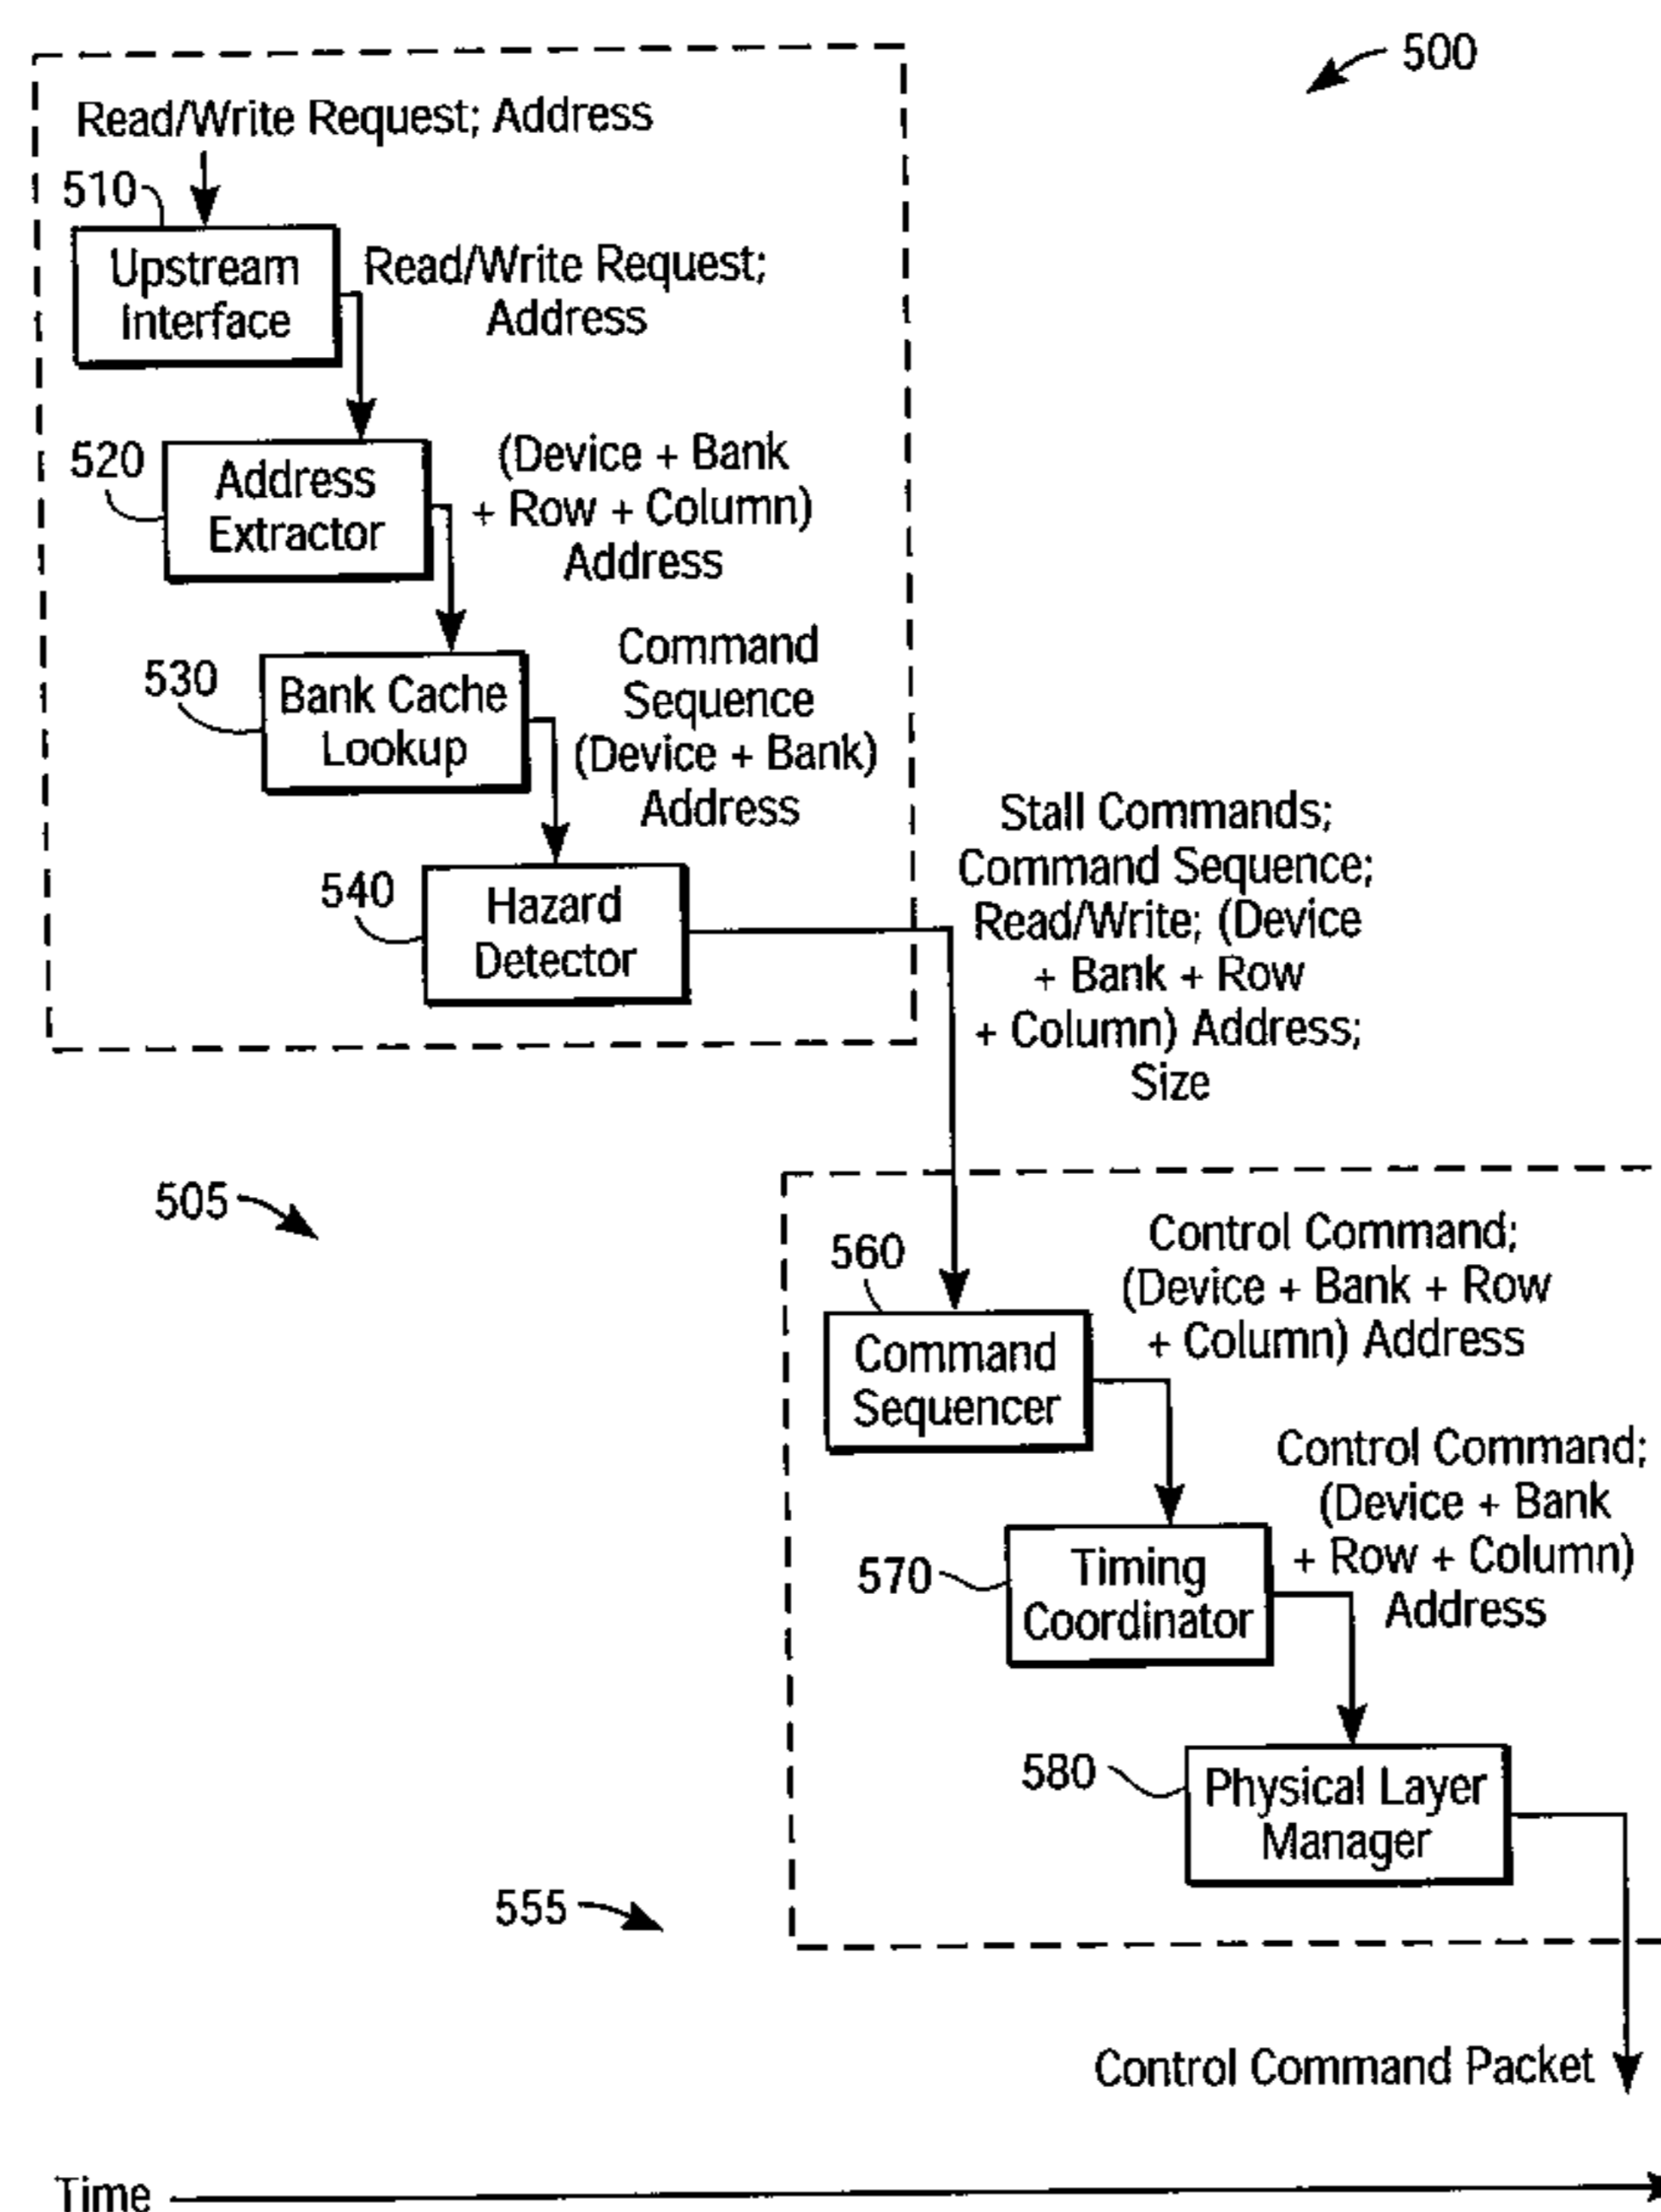 500
Read/Write Request; Address
510
Upstream
Interface
Read/Write Request;
Address
520
Address
Extractor
(Device + Bank
+ Row + Column)
Address
530
Bank Cache
Lookup
Command
Sequence
(Device + Bank)
Address
540
Hazard
Detector
Stall Commands;
Command Sequence;
Read/Write; (Device
+ Bank + Row
+ Column) Address;
Size
505
560
Command
Sequencer
Control Command;
(Device + Bank + Row
+ Column) Address
570
Timing
Coordinator
Control Command;
(Device + Bank
+ Row + Column)
Address
580
Physical Layer
Manager
555
Control Command Packet
Time